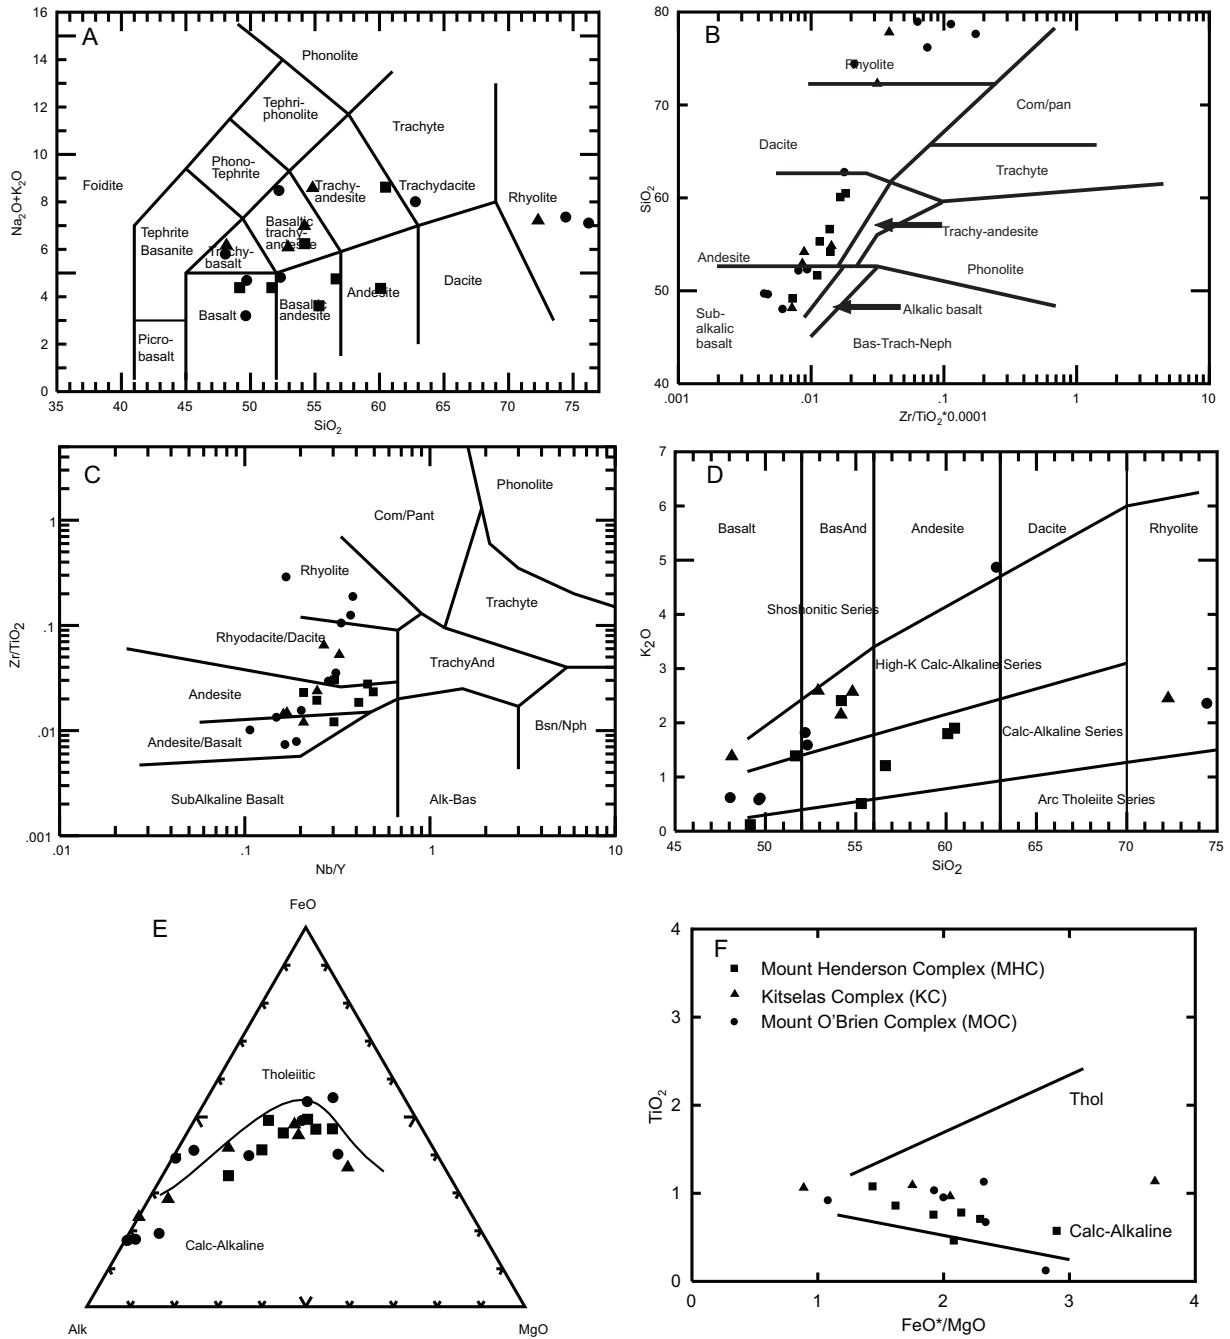 A
16
14
12
10
8
6
4
2
0
Na2O+K2O
35
40
45
50
55
60
65
70
75
SiO2
Phonolite
Tephri-
phonolite
Trachyte
Phono-
Tephrite
Foidite
Trachy-
andesite
Trachydacite
Rhyolite
Tephrite
Basanite
Basaltic
trachy-
andesite
Trachy-
basalt
Dacite
Andesite
Basaltic
andesite
Basalt
Picro-
basalt
B
80
70
60
50
40
SiO2
.001
.01
0.1
1
10
Zr/TiO2*0.0001
Rhyolite
Com/pan
Dacite
Trachyte
Trachy-andesite
Andesite
Phonolite
Sub-
alkalic
basalt
Alkalic basalt
Bas-Trach-Neph
C
1
.1
.01
.001
Zr/TiO2
.01
.1
1
10
Nb/Y
Phonolite
Com/Pant
Rhyolite
Trachyte
Rhyodacite/Dacite
TrachyAnd
Andesite
Bsn/Nph
Andesite/Basalt
SubAlkaline Basalt
Alk-Bas
D
7
6
5
4
3
2
1
0
K2O
45
50
55
60
65
70
75
SiO2
Basalt
BasAnd
Andesite
Dacite
Rhyolite
Shoshonitic Series
High-K Calc-Alkaline Series
Calc-Alkaline Series
Arc Tholeiite Series
E
FeO
Tholeiitic
Calc-Alkaline
Alk
MgO
F
4
3
2
1
0
TiO2
Mount Henderson Complex (MHC)
Kitselas Complex (KC)
Mount O'Brien Complex (MOC)
Thol
Calc-Alkaline
0
1
2
3
4
FeO*/MgO